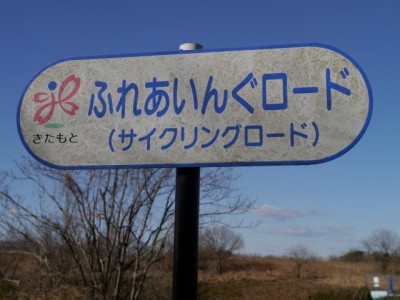 ふれあいんぐロード
(サイクリングロード)
きたもと